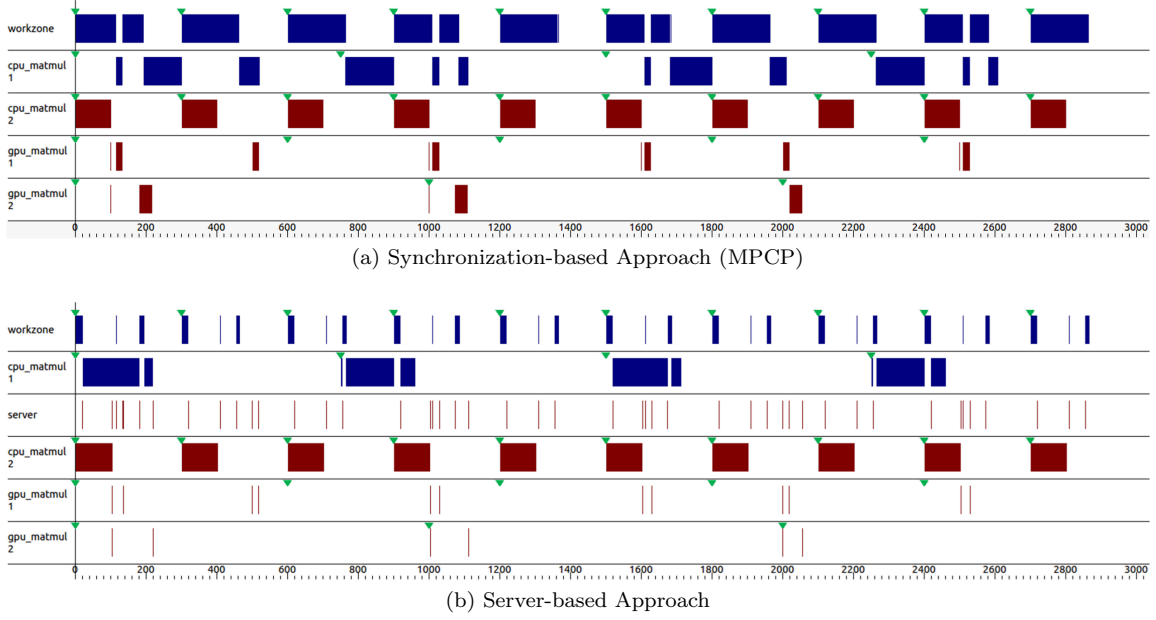 workzone
cpu_matmul
1
cpu_matmul
2
gpu_matmul
1
gpu_matmul
2
0 200 400 600 800 1000 1200 1400 1600 1800 2000 2200 2400 2600 2800 3000
(a) Synchronization-based Approach (MPCP)
workzone
cpu_matmul
1
server
cpu_matmul
2
gpu_matmul
1
gpu_matmul
2
0 200 400 600 800 1000 1200 1400 1600 1800 2000 2200 2400 2600 2800 3000
(b) Server-based Approach